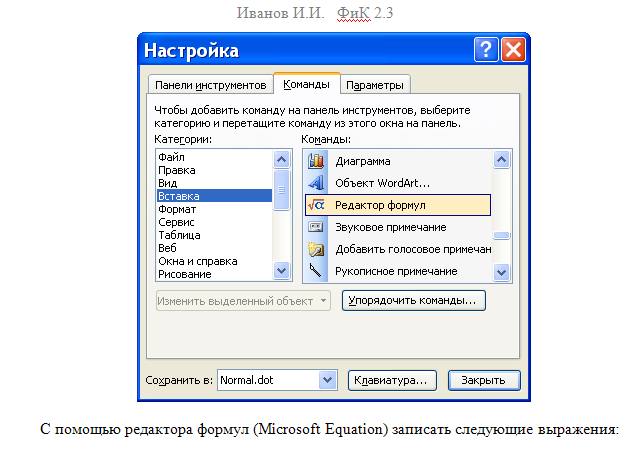 Иванов И.И. ФиК 2.3
Настройка
Панели инструментов Команды Параметры
Чтобы добавить команду на панель инструментов, выберите
категорию и перетащите команду из этого окна на панель.
Категории: Команды:
Файл
Правка
Вид
Вставка
Формат
Сервис
Таблица
Веб
Окна и справка
Рисование
Диаграмма
Объект WordArt...
Редактор формул
Звуковое примечание
Добавить голосовое примечан
Рукописное примечание
Изменить выделенный объект Упорядочить команды...
Сохранить в: Normal.dot Клавиатура... Закрыть
С помощью редактора формул (Microsoft Equation) записать следующие выражения: